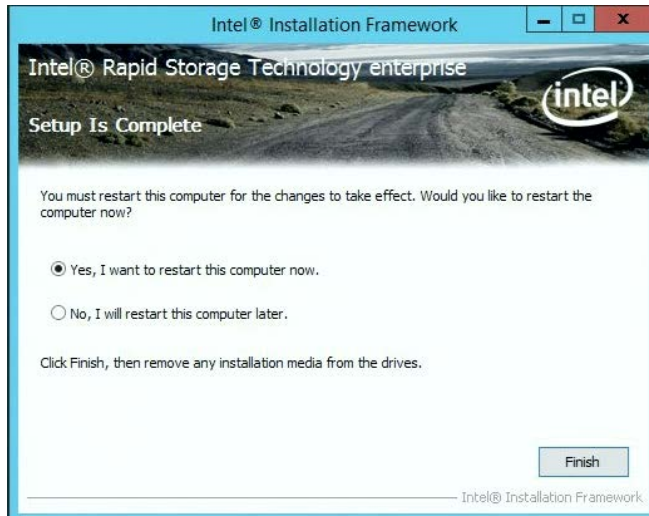 Intel® Installation Framework
Intel® Rapid Storage Technology enterprise
intel
Setup Is Complete
You must restart this computer for the changes to take effect. Would you like to restart the
computer now?
Yes, I want to restart this computer now.
No, I will restart this computer later.
Click Finish, then remove any installation media from the drives.
Finish
Intel® Installation Framework